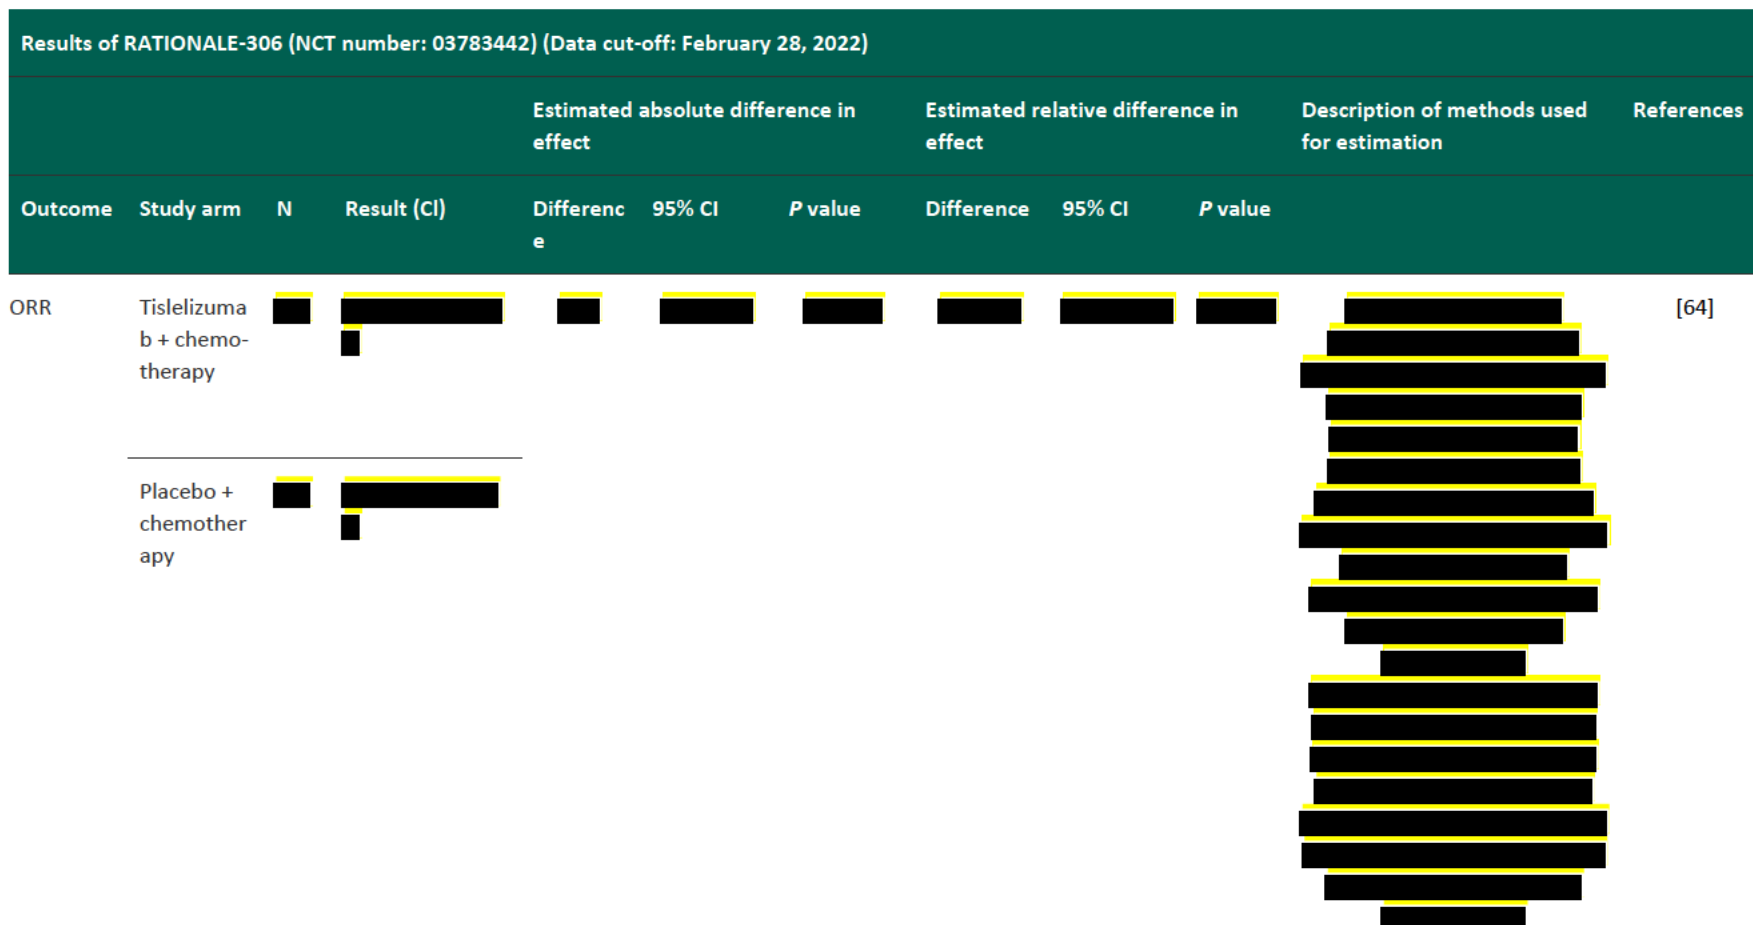 Results of RATIONALE-306 (NCT number: 03783442) (Data cut-off: February 28, 2022)
Estimated absolute difference in effect
Estimated relative difference in effect
Description of methods used for estimation
References
Outcome Study arm N Result (CI) Differenc e 95% CI P value Difference 95% CI P value
ORR Tislelizuma [64]
b + chemo-
therapy
Placebo +
chemother
apy